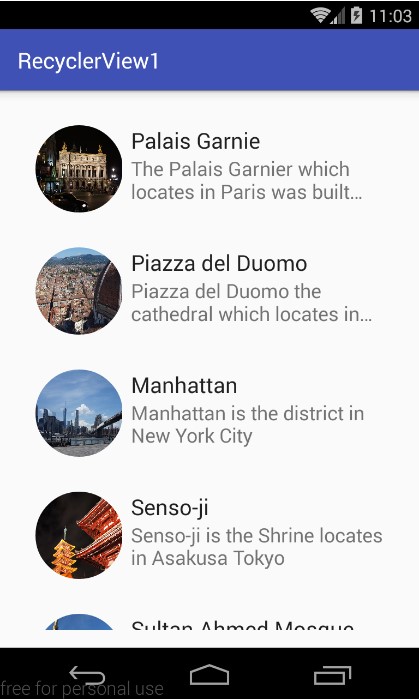 11:03
RecyclerView1
Palais Garnie
The Palais Garnier which
locates in Paris was built…
Piazza del Duomo
Piazza del Duomo the
cathedral which locates in…
Manhattan
Manhattan is the district in
New York City
Senso-ji
Senso-ji is the Shrine locates
in Asakusa Tokyo
Sultan Ahmed Mosque
free for personal use